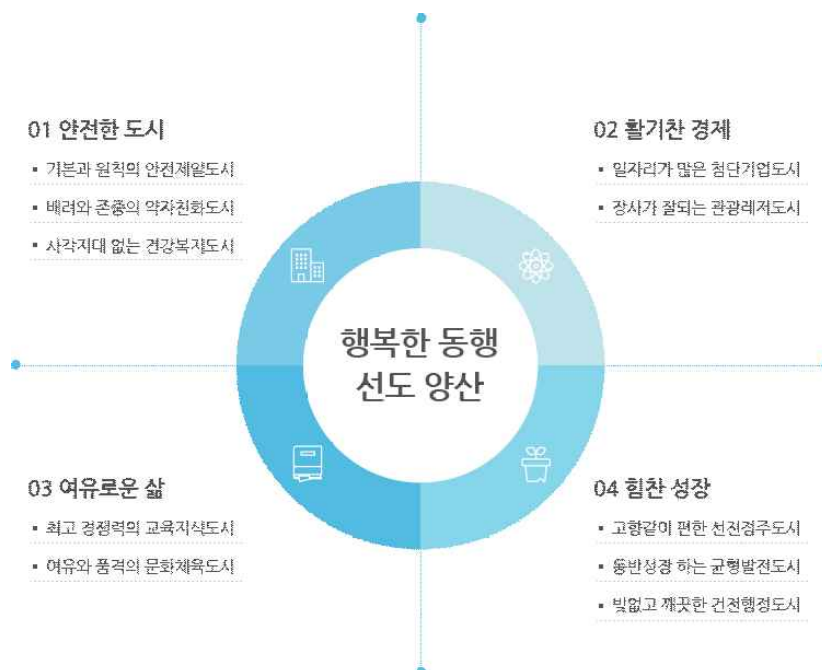 01 안전한 도시
▪ 기본과 원칙의 안전제일도시
▪ 배려와 존중의 약자친화도시
▪ 사각지대 없는 건강복지도시
02 활기찬 경제
▪ 일자리가 많은 첨단기업도시
▪ 장사가 잘되는 관광레저도시
행복한 동행
선도 양산
03 여유로운 삶
▪ 최고 경쟁력의 교육지식도시
▪ 여유와 품격의 문화체육도시
04 힘찬 성장
▪ 고향같이 편한 선진정주도시
▪ 동반성장 하는 균형발전도시
▪ 빚없고 깨끗한 건전행정도시